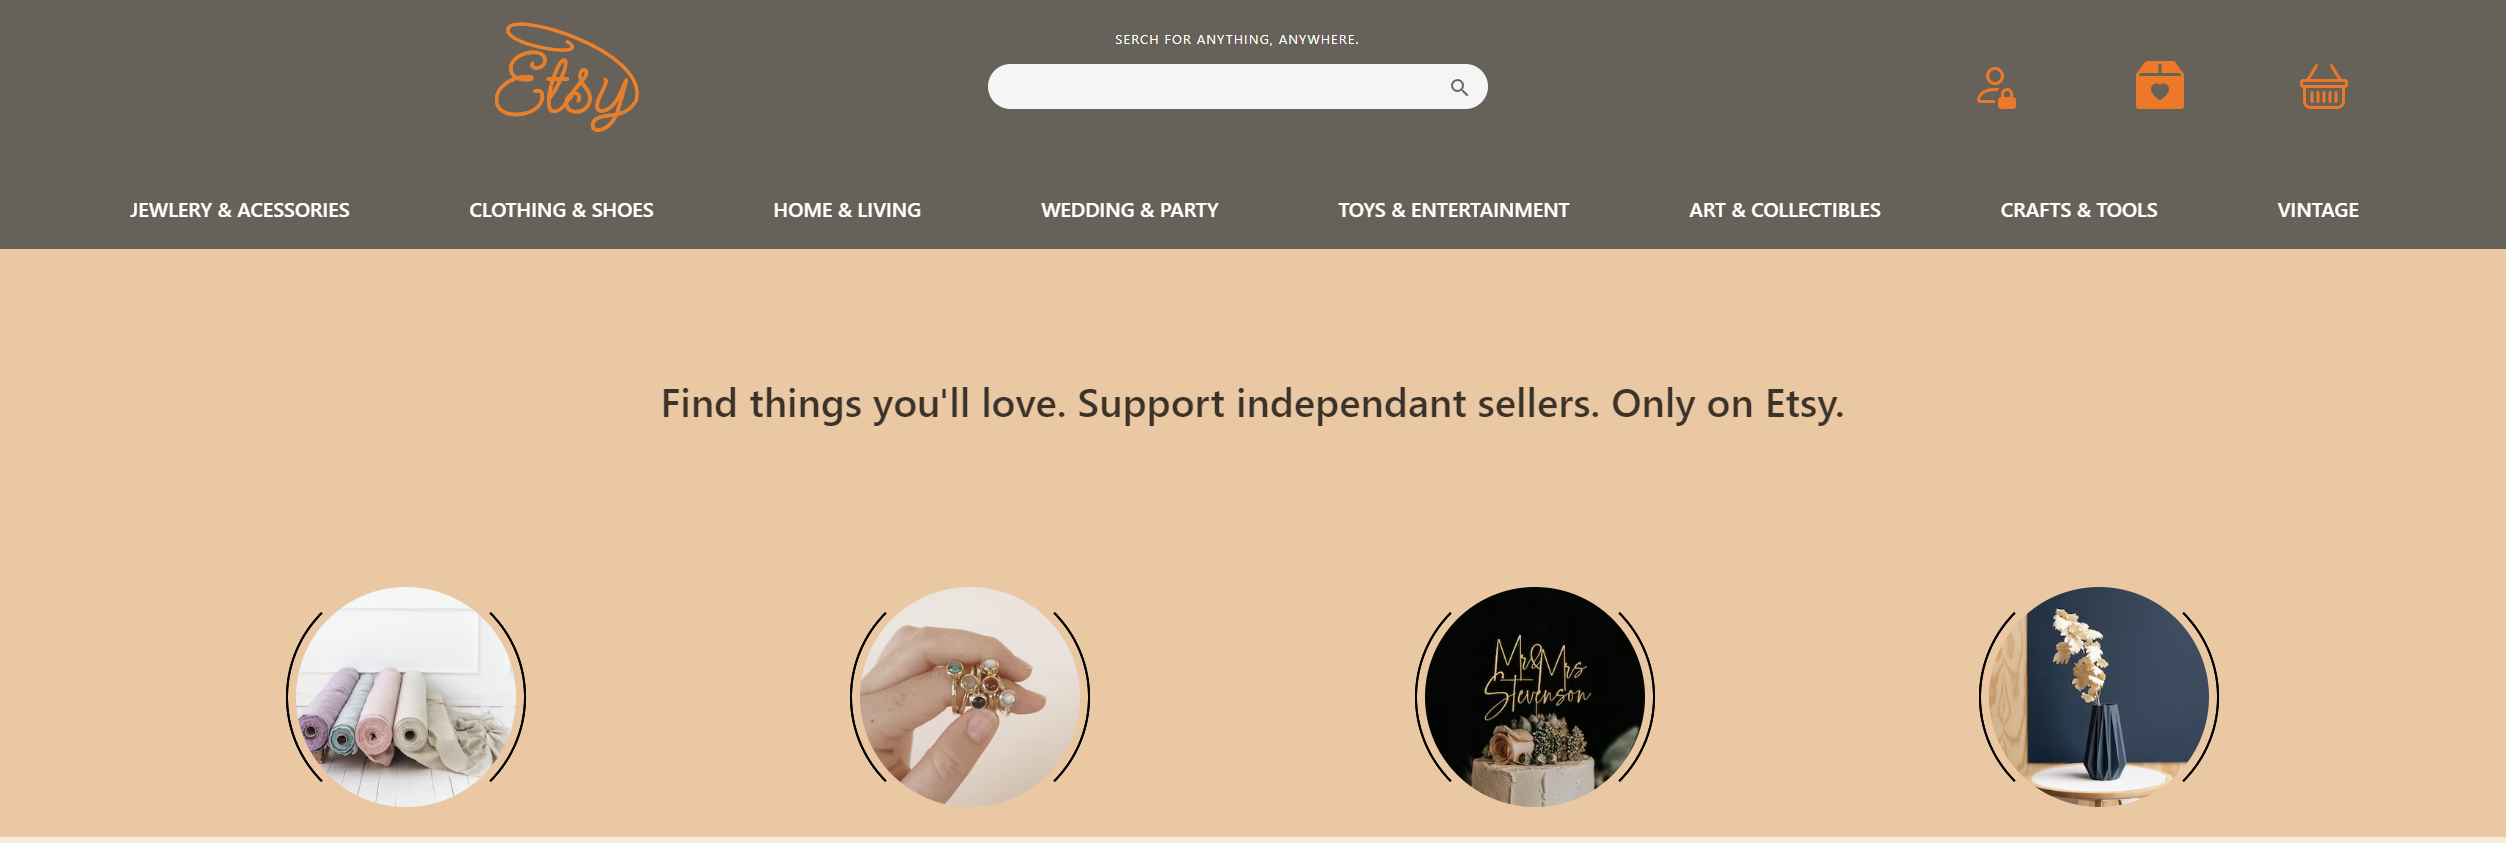 Etsy
SERCH FOR ANYTHING, ANYWHERE.
JEWLERY & ACESSORIES
CLOTHING & SHOES
HOME & LIVING
WEDDING & PARTY
TOYS & ENTERTAINMENT
ART & COLLECTIBLES
CRAFTS & TOOLS
VINTAGE
Find things you'll love. Support independant sellers. Only on Etsy.
Mr&Mrs
Stevenson